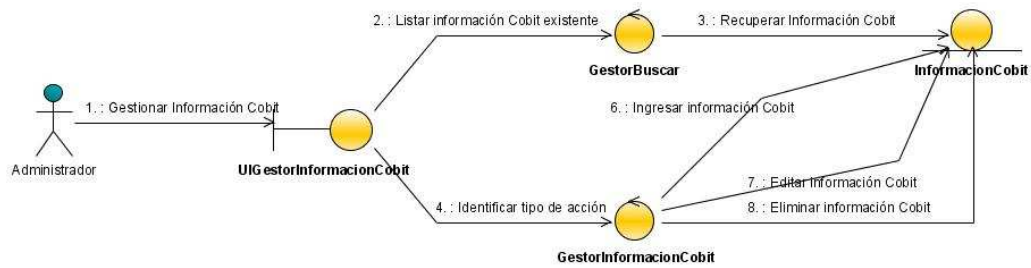 2. : Listar información Cobit existente
3. : Recuperar Información Cobit
GestorBuscar
InformacionCobit
1. : Gestionar Información Cobit
6. : Ingresar información Cobit
Administrador
UIGestorInformacionCobit
7. : Editar Información Cobit
4. : Identificar tipo de acción
8. : Eliminar información Cobit
GestorInformacionCobit